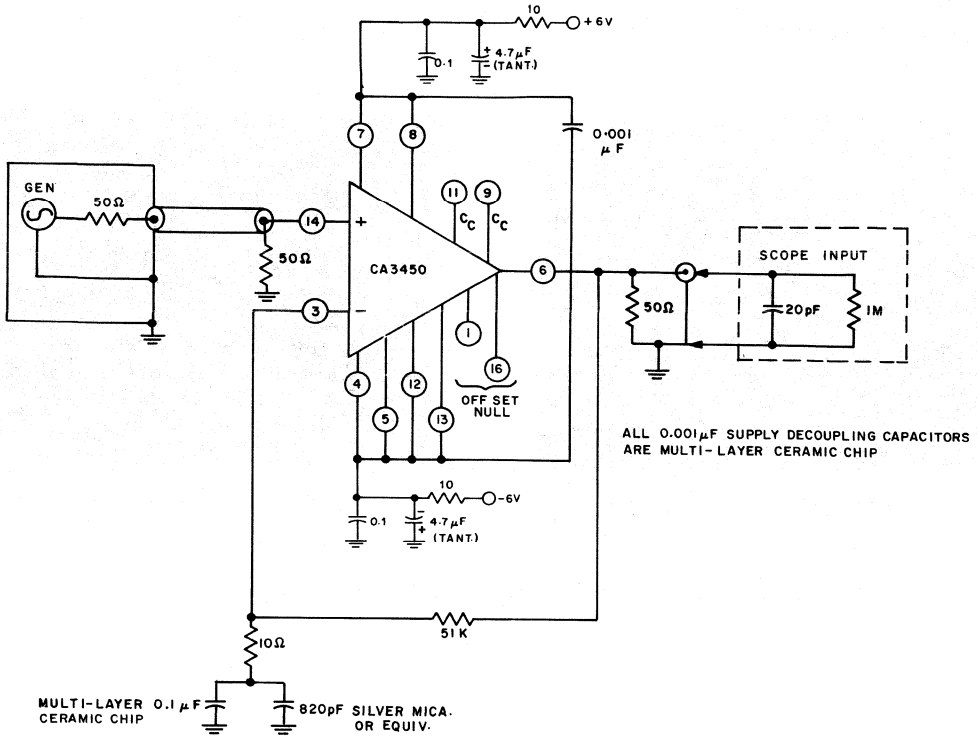 10
+6V
0.1
+ 4.7µF
– (TANT.)
7
8
0.001
µF
GEN
50Ω
11
9
CC
CC
14
+
SCOPE INPUT
50Ω
CA3450
6
50Ω
20pF
1M
3
–
1
4
12
16
5
13
OFF SET
NULL
ALL 0.001µF SUPPLY DECOUPLING CAPACITORS
ARE MULTI-LAYER CERAMIC CHIP
10
-6V
0.1
–
+
4.7µF
(TANT.)
51K
10Ω
MULTI-LAYER 0.1µF
CERAMIC CHIP
820pF SILVER MICA.
OR EQUIV.